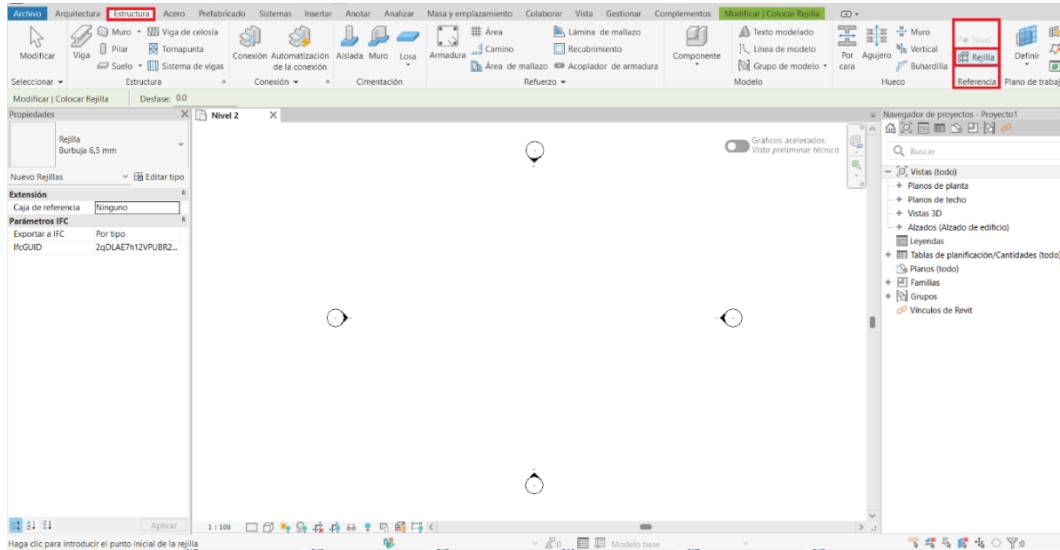 Archivo Arquitectura Estructura Acero Prefabricado Sistemas Insertar Anotar Analizar Masa y emplazamiento Colaborar Vista Gestionar Complementos Modificar | Colocar Rejilla
Modificar
Viga
Muro
Pilar
Suelo
Viga de celosía
Tornapunta
Sistema de vigas
Conexión
Automatización de la conexión
Aislada
Muro
Losa
Armadura
Área
Camino
Área de mallazo
Lámina de mallazo
Recubrimiento
Acoplador de armadura
Componente
Texto modelado
Línea de modelo
Grupo de modelo
Por cara
Agujero
Muro
Vertical
Buhardilla
Nivel
Rejilla
Definir
Seleccionar Estructura Conexión Cimentación Refuerzo Modelo Hueco Referencia Plano de trabaj
Modificar | Colocar Rejilla Desfase: 0.0
Propiedades
Rejilla
Burbuja 6,5 mm
Nuevo Rejillas Editar tipo
Extensión
Caja de referencia Ninguno
Parámetros IFC
Exportar a IFC Por tipo
IfcGUID 2qDLAE7h12VPUBR2...
Aplicar
Nivel 2
Gráficos acelerados
Vista preliminar técnica
Navegador de proyectos - Proyecto1
Buscar
Vistas (todo)
Planos de planta
Planos de techo
Vistas 3D
Alzados (Alzado de edificio)
Leyendas
Tablas de planificación/Cantidades (todo)
Planos (todo)
Familias
Grupos
Vínculos de Revit
1 : 100
Haga clic para introducir el punto inicial de la rejilla
:0
Modelo base
:0